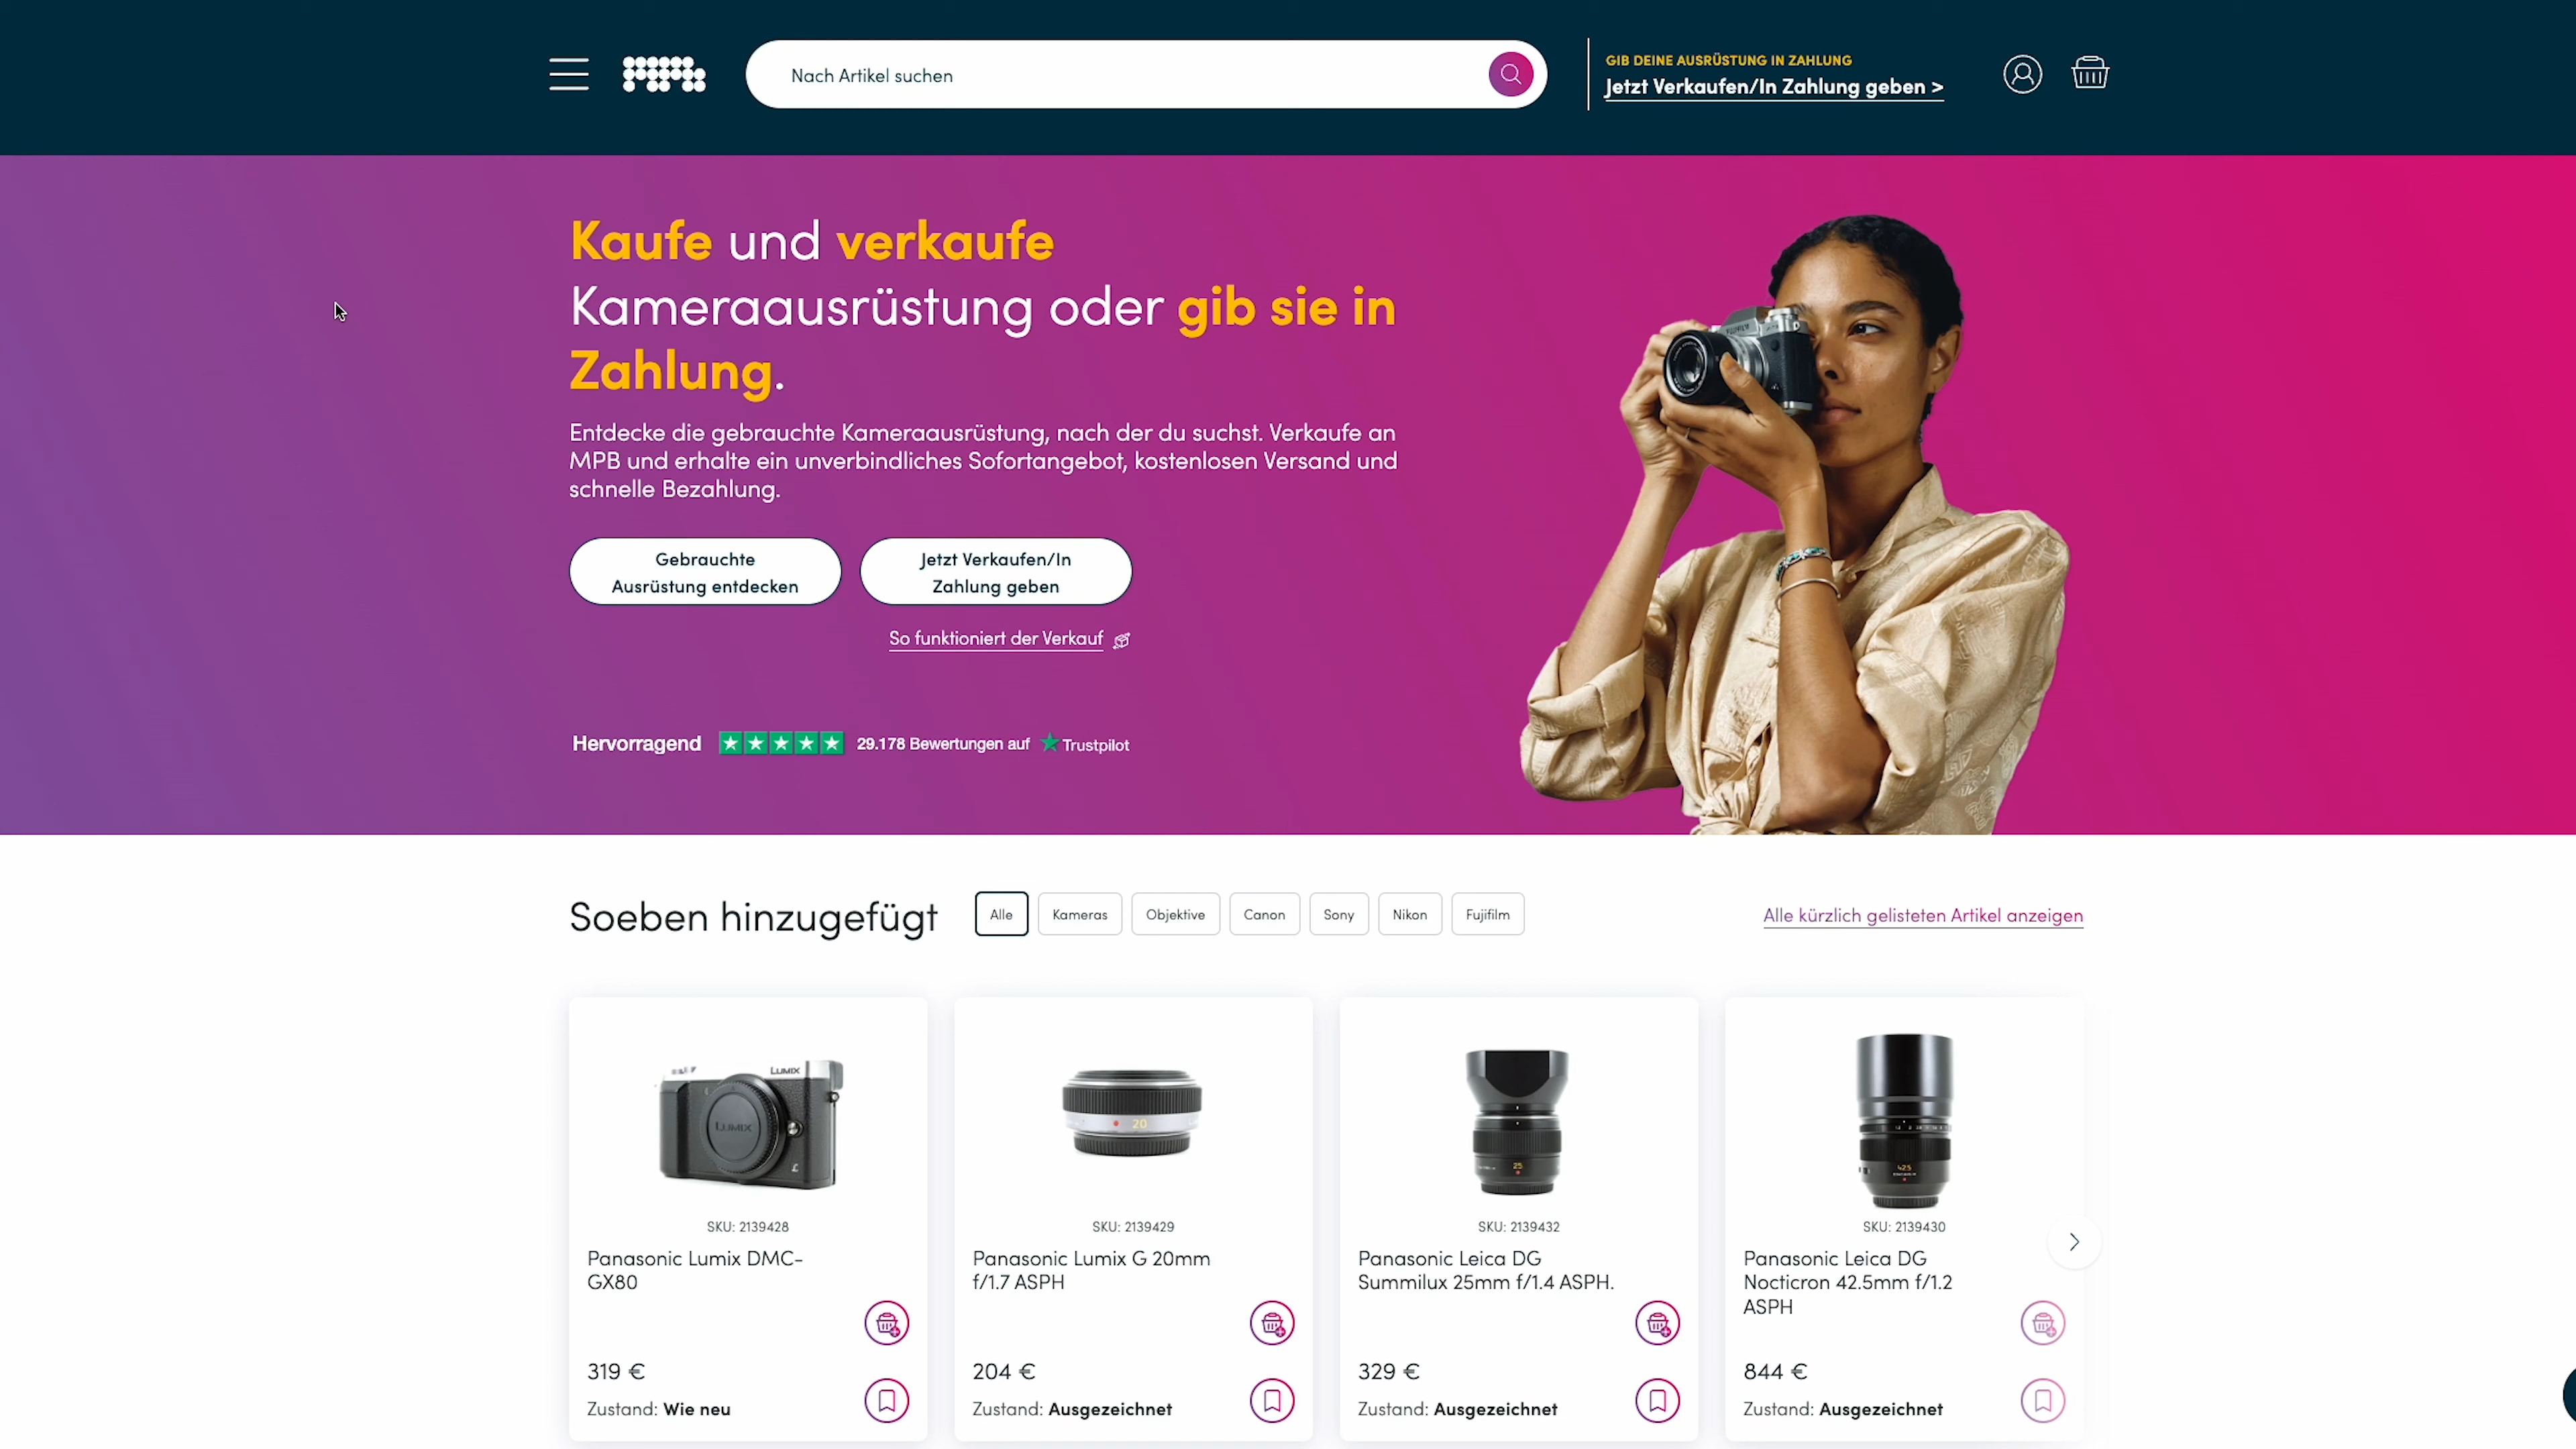 Nach Artikel suchen
GIB DEINE AUSRÜSTUNG IN ZAHLUNG
Jetzt Verkaufen/In Zahlung geben >
Kaufe und verkaufe
Kameraausrüstung oder gib sie in
Zahlung.
Entdecke die gebrauchte Kameraausrüstung, nach der du suchst. Verkaufe an
MPB und erhalte ein unverbindliches Sofortangebot, kostenlosen Versand und
schnelle Bezahlung.
Gebrauchte
Ausrüstung entdecken
Jetzt Verkaufen/In
Zahlung geben
So funktioniert der Verkauf
Hervorragend 29.178 Bewertungen auf Trustpilot
Soeben hinzugefügt
Alle
Kameras
Objektive
Canon
Sony
Nikon
Fujifilm
Alle kürzlich gelisteten Artikel anzeigen
LUMIX
LUMIX
SKU: 2139428
Panasonic Lumix DMC-
GX80
319 €
Zustand: Wie neu
20
SKU: 2139429
Panasonic Lumix G 20mm
f/1.7 ASPH
204 €
Zustand: Ausgezeichnet
25
SKU: 2139432
Panasonic Leica DG
Summilux 25mm f/1.4 ASPH.
329 €
Zustand: Ausgezeichnet
SKU: 2139430
Panasonic Leica DG
Nocticron 42.5mm f/1.2
ASPH
844 €
Zustand: Ausgezeichnet